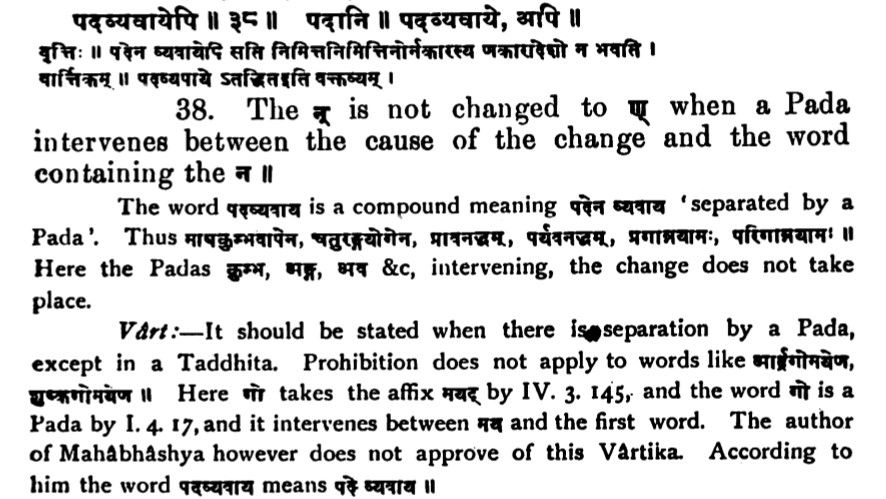 पदव्यवायेपि ॥ ३८ ॥ पदानि ॥ पदव्यवाये, अपि ॥
वृत्तिः ॥ पदेन व्यवायेदि सति निमित्तनिमित्तिनोर्नकारस्य णकारादेशो न भवति ।
वार्त्तिकम् ॥ पदव्यपाये ऽतद्धितइति वक्तव्यम् ।
38. The न् is not changed to ण् when a Pada
intervenes between the cause of the change and the word
containing the न ॥
The word पदव्यवाय is a compound meaning पदेन व्यवाय 'separated by a
Pada'. Thus माषकुम्भवापेन, चतुरङ्गयोगेन, प्रावनद्धम्, पर्यवनद्धम्, प्रगान्नयामः, परिगान्नयामः ॥
Here the Padas कुम्भ, अङ्ग, अव &c, intervening, the change does not take
place.
Vârt:—It should be stated when there is separation by a Pada,
except in a Taddhita. Prohibition does not apply to words like आर्द्रगोमयेण,
शुष्कगोमयेण ॥ Here गो takes the affix मयट् by IV. 3. 145, and the word गो is a
Pada by I. 4. 17, and it intervenes between मय and the first word. The author
of Mahâbhâshya however does not approve of this Vârtika. According to
him the word पदव्यवाय means पदे व्यवाय ॥